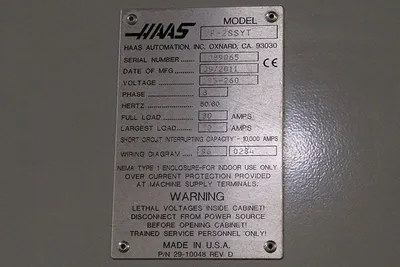 HAAS MODEL VF-2SSYT
HAAS AUTOMATION, INC. OXNARD, CA. 93030
SERIAL NUMBER
DATE OF MFG. 09/2011
VOLTAGE
PHASE 3
HERTZ 50/60
FULL LOAD AMPS
LARGEST LOAD AMPS
SHORT CIRCUIT INTERRUPTING CAPACITY - 10,000 AMPS
WIRING DIAGRAM
NEMA TYPE 1 ENCLOSURE-FOR INDOOR USE ONLY
OVER CURRENT PROTECTION PROVIDED
AT MACHINE SUPPLY TERMINALS.
WARNING
LETHAL VOLTAGES INSIDE CABINET!
DISCONNECT FROM POWER SOURCE
BEFORE OPENING CABINET!
TRAINED SERVICE PERSONNEL ONLY!
MADE IN U.S.A.
P/N 29-10048 REV D